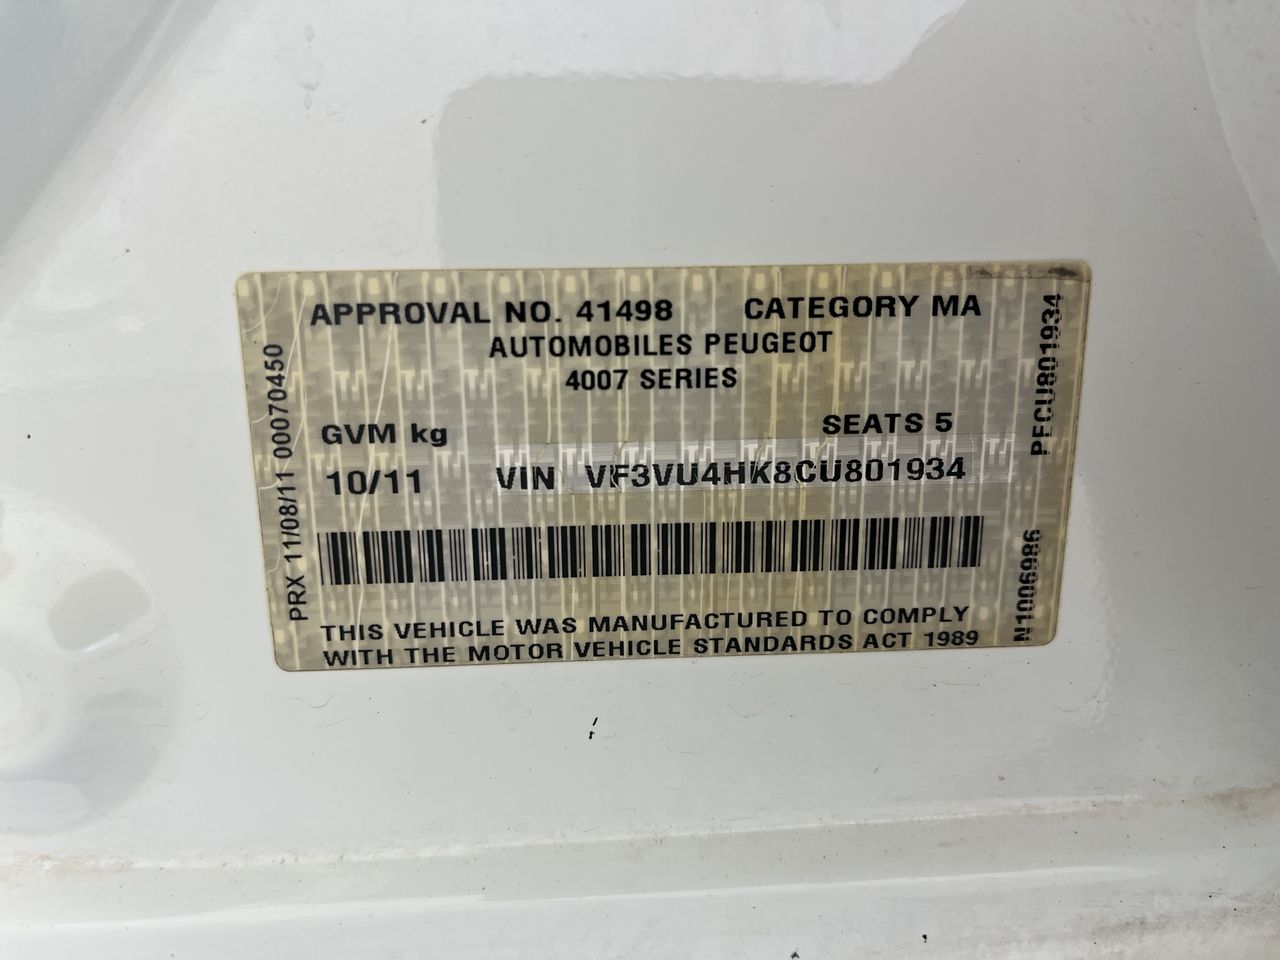 APPROVAL NO. 41498 CATEGORY MA
AUTOMOBILES PEUGEOT
4007 SERIES
GVM kg SEATS 5
10/11 VIN VF3VU4HK8CU801934
THIS VEHICLE WAS MANUFACTURED TO COMPLY
WITH THE MOTOR VEHICLE STANDARDS ACT 1989
PRX 11/08/11 00070450
PECU801934
N1006986